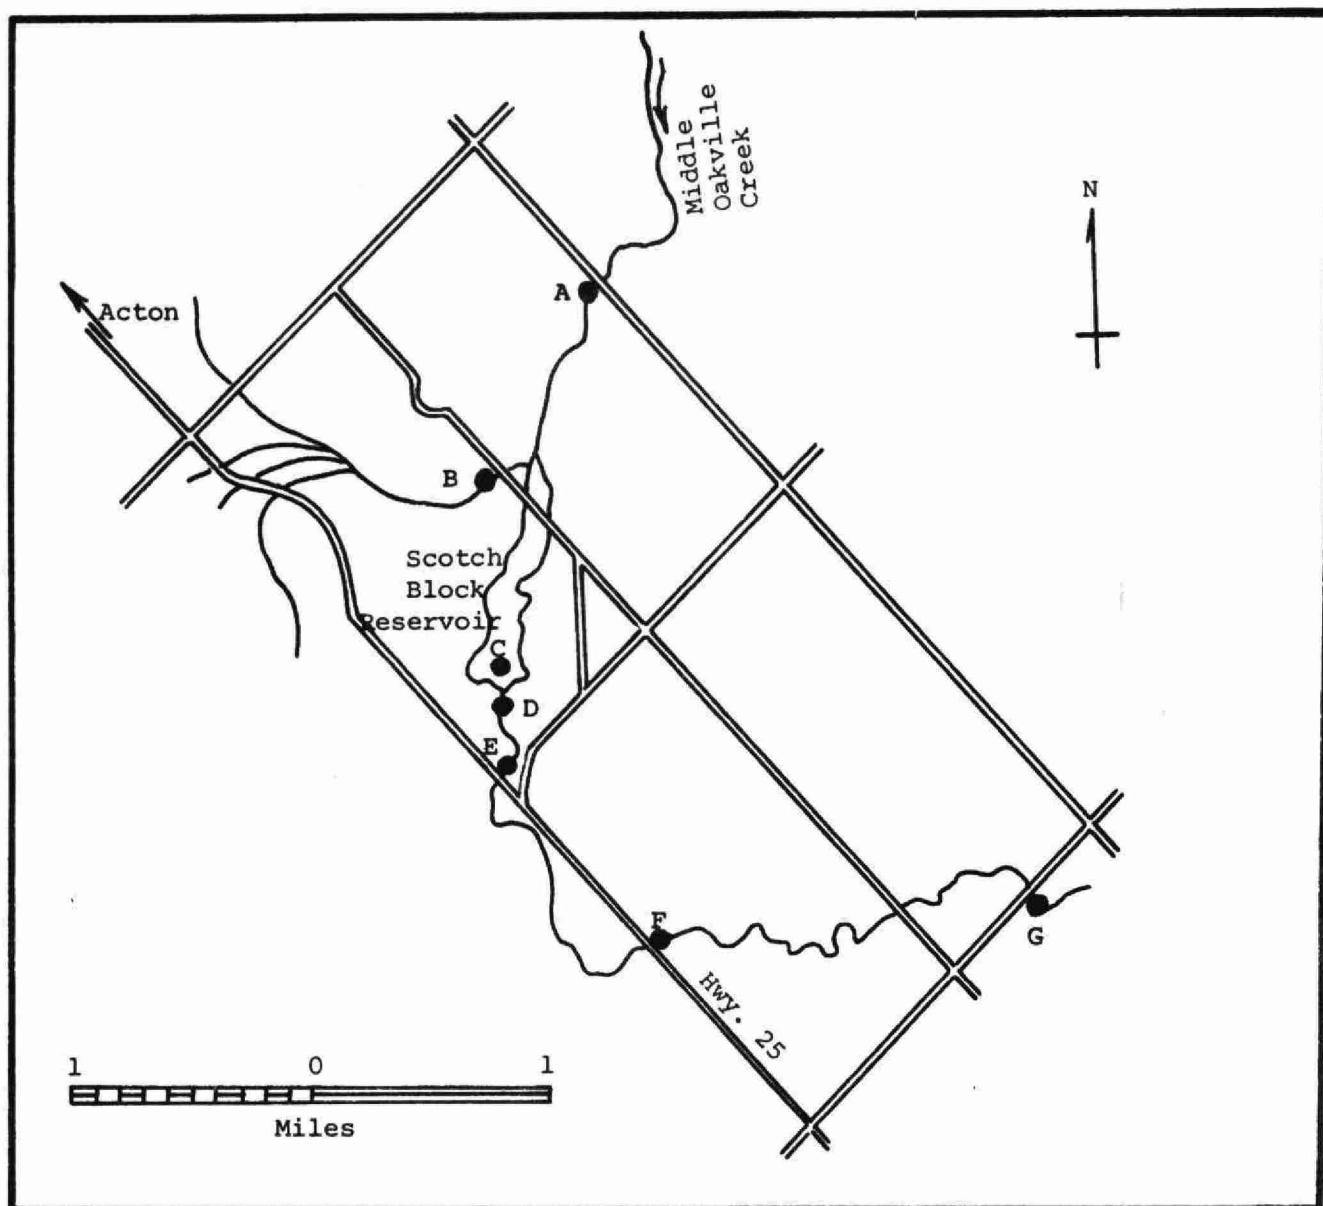 Middle
Oakville
Creek
N
A
Acton
B
Scotch
Block
Reservoir
C
D
E
F
G
Hwy. 25
1 0 1
Miles